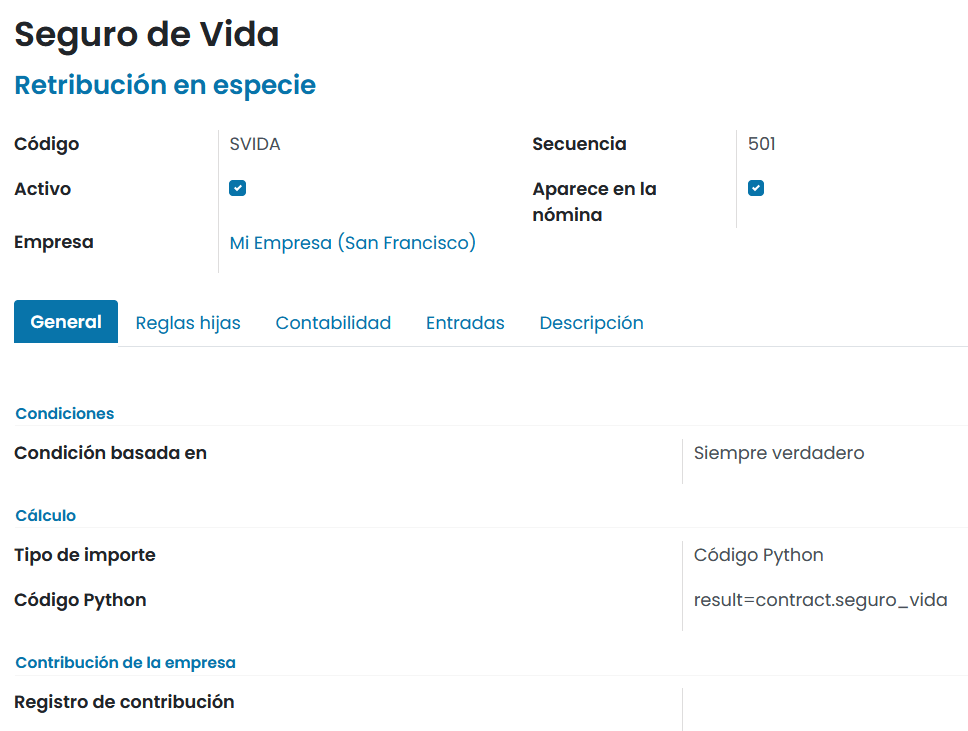 Seguro de Vida
Retribución en especie
Código SVIDA Secuencia 501
Activo Aparece en la
nómina
Empresa Mi Empresa (San Francisco)
General Reglas hijas Contabilidad Entradas Descripción
Condiciones
Condición basada en Siempre verdadero
Cálculo
Tipo de importe Código Python
Código Python result=contract.seguro_vida
Contribución de la empresa
Registro de contribución